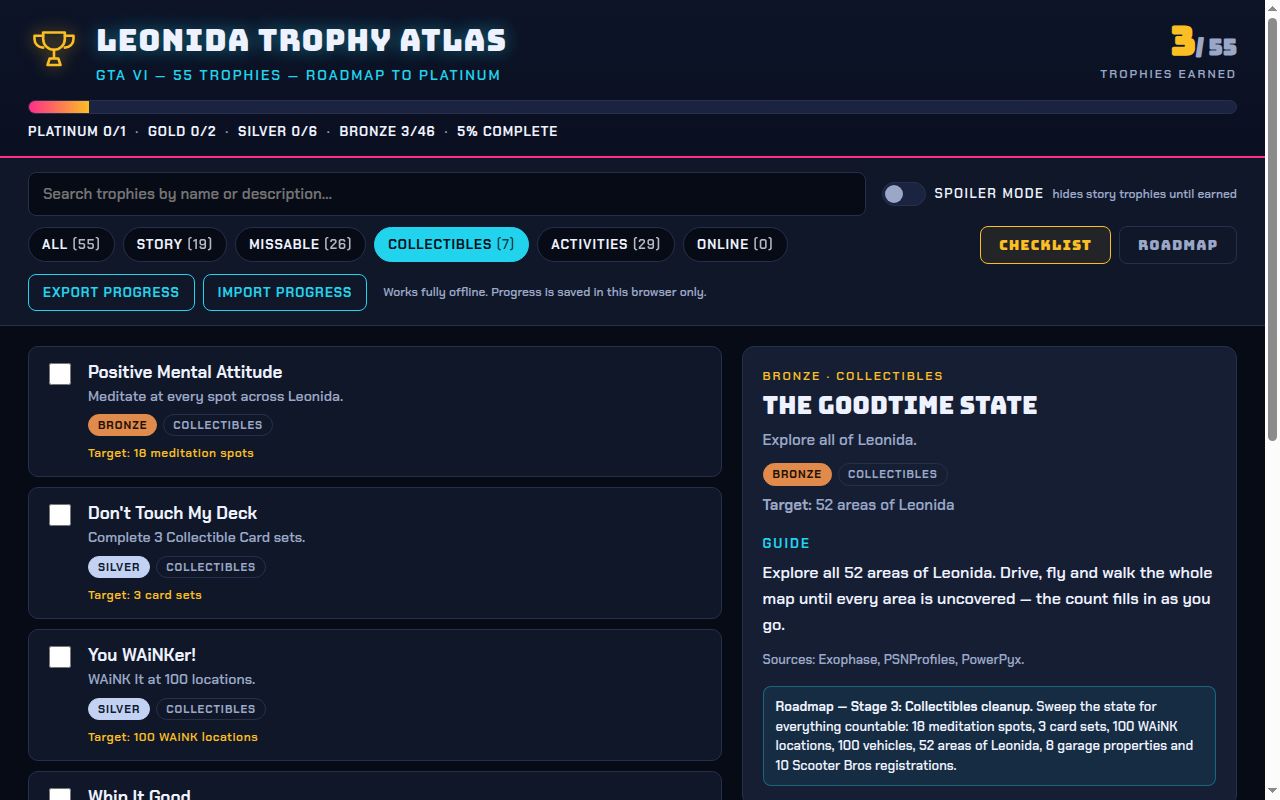 LEONIDA TROPHY ATLAS
GTA VI — 55 TROPHIES — ROADMAP TO PLATINUM
3/ 55
TROPHIES EARNED
PLATINUM 0/1 · GOLD 0/2 · SILVER 0/6 · BRONZE 3/46 · 5% COMPLETE
Search trophies by name or description...
SPOILER MODE hides story trophies until earned
ALL (55) STORY (19) MISSABLE (26) COLLECTIBLES (7) ACTIVITIES (29) ONLINE (0)
CHECKLIST ROADMAP
EXPORT PROGRESS IMPORT PROGRESS Works fully offline. Progress is saved in this browser only.
Positive Mental Attitude
Meditate at every spot across Leonida.
BRONZE COLLECTIBLES
Target: 18 meditation spots
Don't Touch My Deck
Complete 3 Collectible Card sets.
SILVER COLLECTIBLES
Target: 3 card sets
You WAiNKer!
WAiNK It at 100 locations.
SILVER COLLECTIBLES
Target: 100 WAiNK locations
Whip It Good
BRONZE · COLLECTIBLES
THE GOODTIME STATE
Explore all of Leonida.
BRONZE COLLECTIBLES
Target: 52 areas of Leonida
GUIDE
Explore all 52 areas of Leonida. Drive, fly and walk the whole
map until every area is uncovered — the count fills in as you
go.
Sources: Exophase, PSNProfiles, PowerPyx.
Roadmap — Stage 3: Collectibles cleanup. Sweep the state for
everything countable: 18 meditation spots, 3 card sets, 100 WAiNK
locations, 100 vehicles, 52 areas of Leonida, 8 garage properties and
10 Scooter Bros registrations.